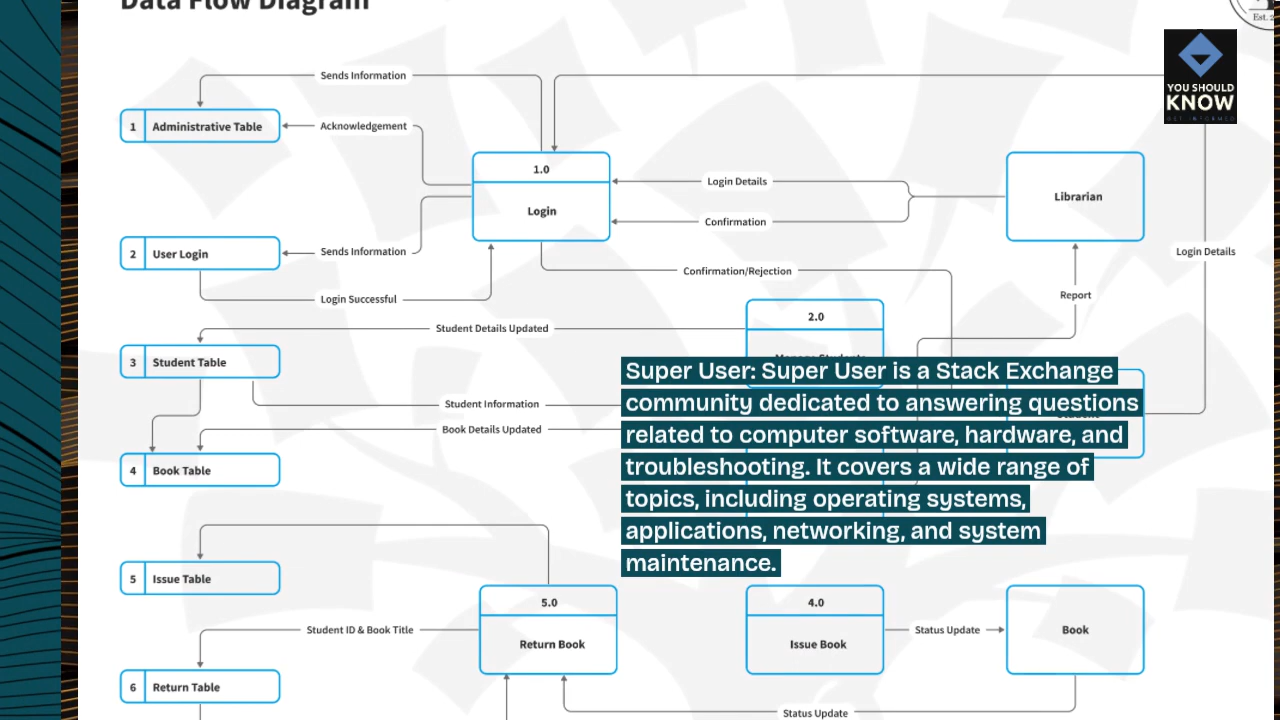 Data Flow Diagram
Est.
YOU SHOULD
KNOW
GET INFORMED
Sends Information
1 Administrative Table
Acknowledgement
1.0
Login
Login Details
Confirmation
Librarian
2 User Login
Sends Information
Login Details
Confirmation/Rejection
Login Successful
Report
2.0
Student Details Updated
3 Student Table
Student Information
Book Details Updated
4 Book Table
Super User: Super User is a Stack Exchange
community dedicated to answering questions
related to computer software, hardware, and
troubleshooting. It covers a wide range of
topics, including operating systems,
applications, networking, and system
maintenance.
5 Issue Table
5.0
Return Book
4.0
Issue Book
Status Update
Book
Student ID & Book Title
6 Return Table
Status Update